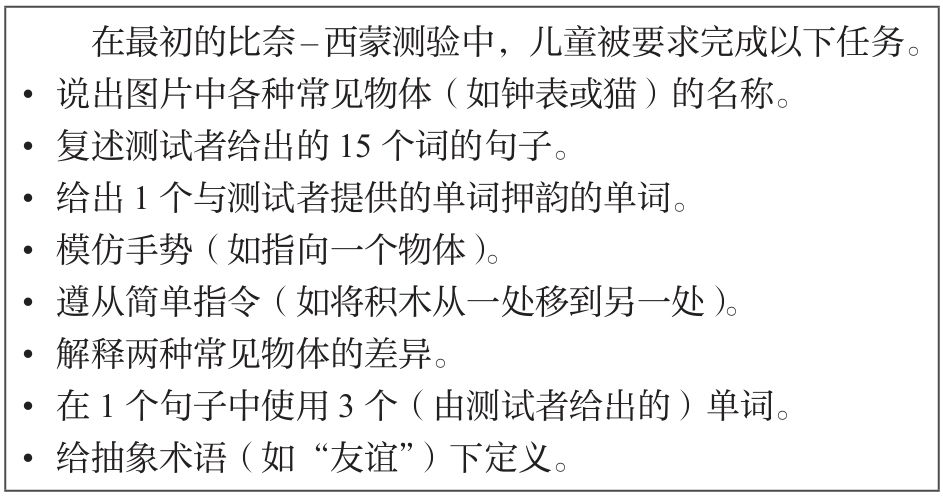 在最初的比奈–西蒙测验中，儿童被要求完成以下任务。
• 说出图片中各种常见物体（如钟表或猫）的名称。
• 复述测试者给出的 15 个词的句子。
• 给出 1 个与测试者提供的单词押韵的单词。
• 模仿手势（如指向一个物体）。
• 遵从简单指令（如将积木从一处移到另一处）。
• 解释两种常见物体的差异。
• 在 1 个句子中使用 3 个（由测试者给出的）单词。
• 给抽象术语（如“友谊”）下定义。